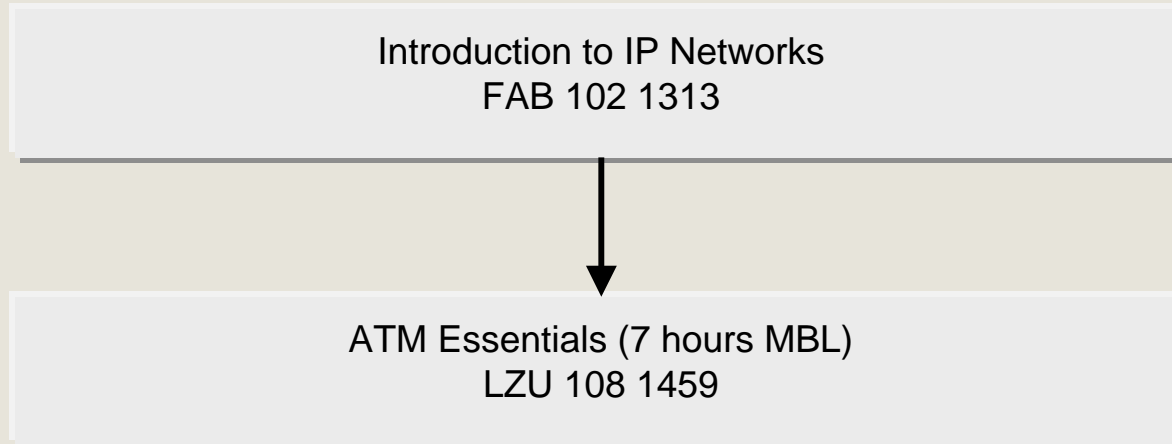 Introduction to IP Networks
FAB 102 1313
ATM Essentials (7 hours MBL)
LZU 108 1459